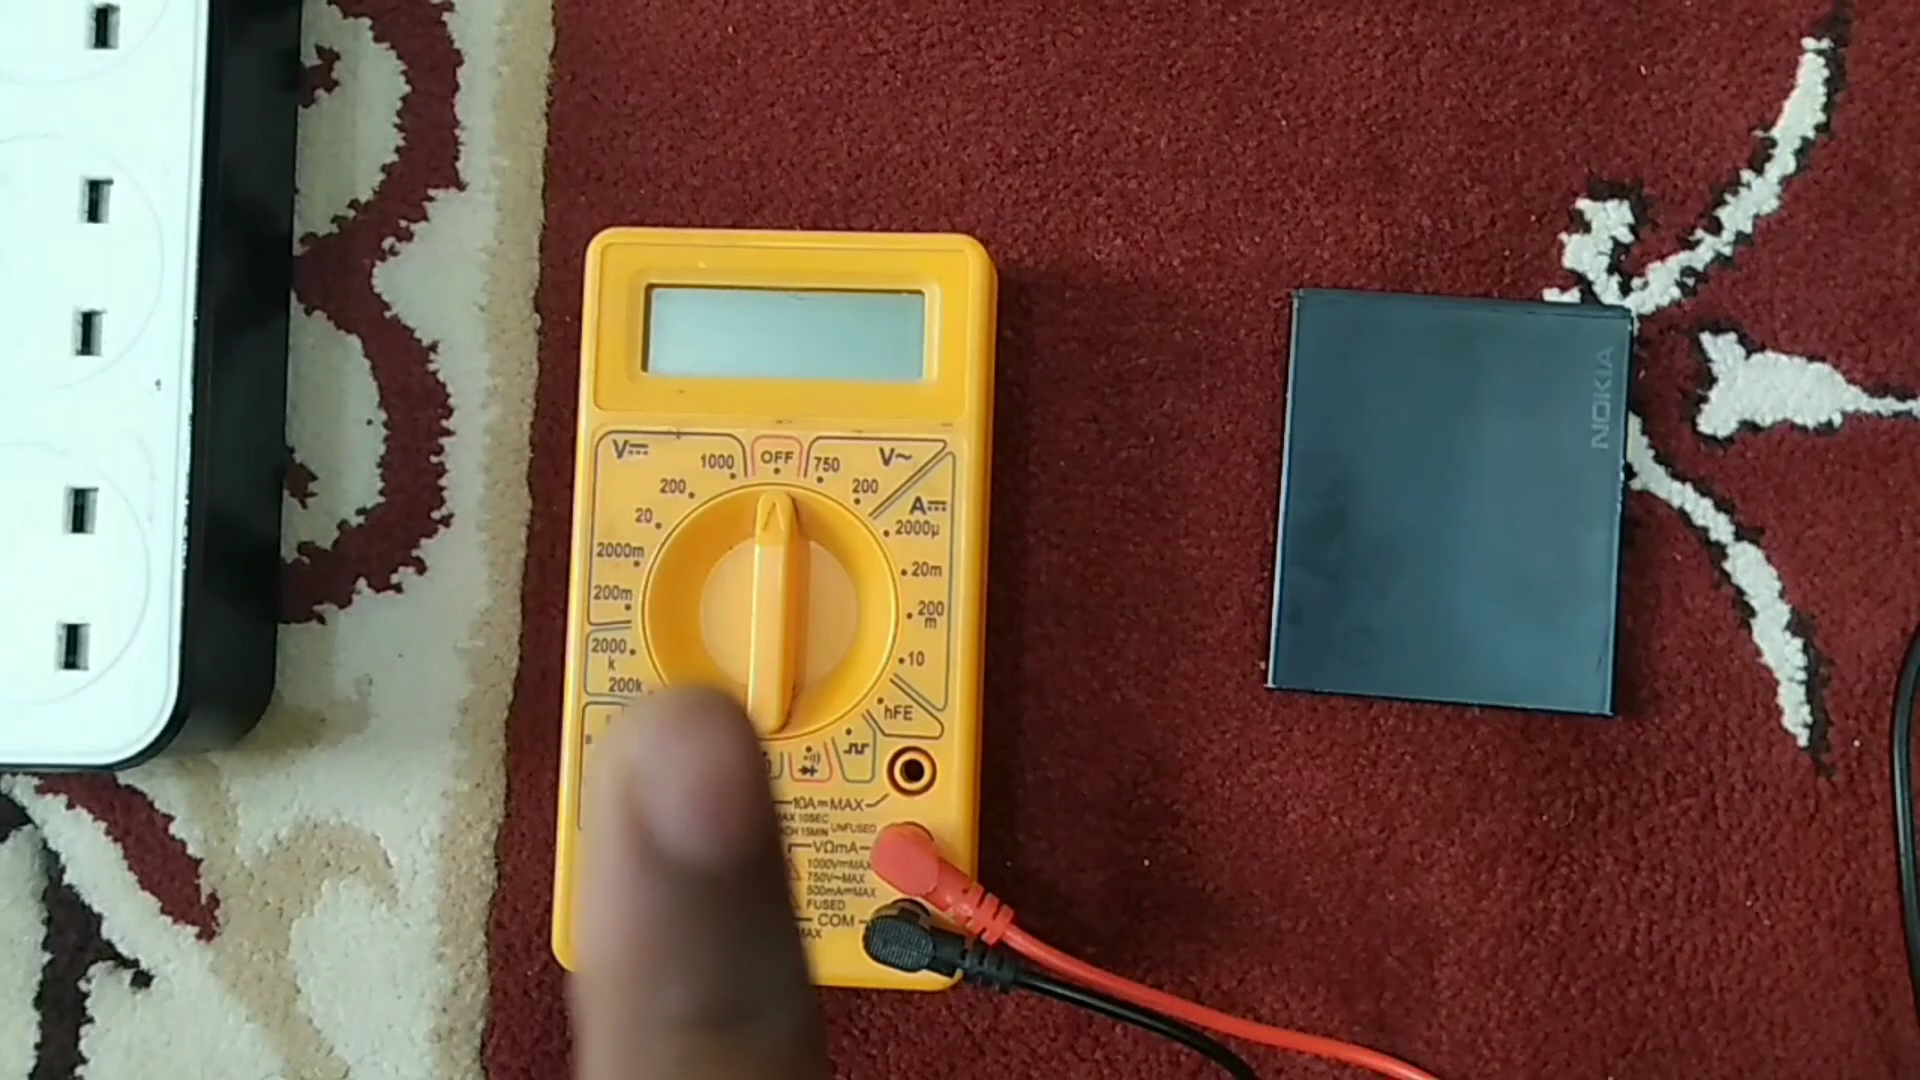 V⎓
1000
OFF
750
V~
200
200
A⎓
20
2000µ
2000m
20m
200m
200
m
2000
k
10
200k
hFE
10A⎓MAX
MAX 10SEC
UNFUSED
15MIN
VΩmA
1000V⎓MAX
750V~MAX
500mA⎓MAX
FUSED
COM
MAX
NOKIA